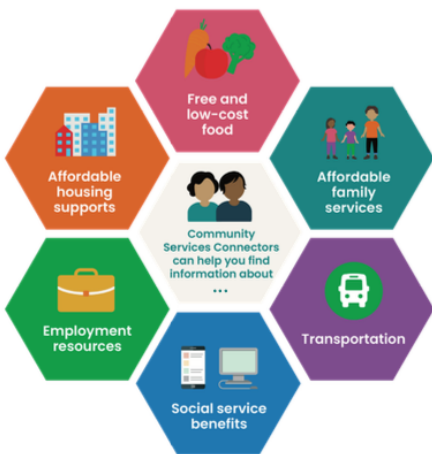 Free and
low-cost
food
Affordable
housing
supports
Affordable
family
services
Community
Services Connectors
can help you find
information about
...
Employment
resources
Transportation
Social service
benefits